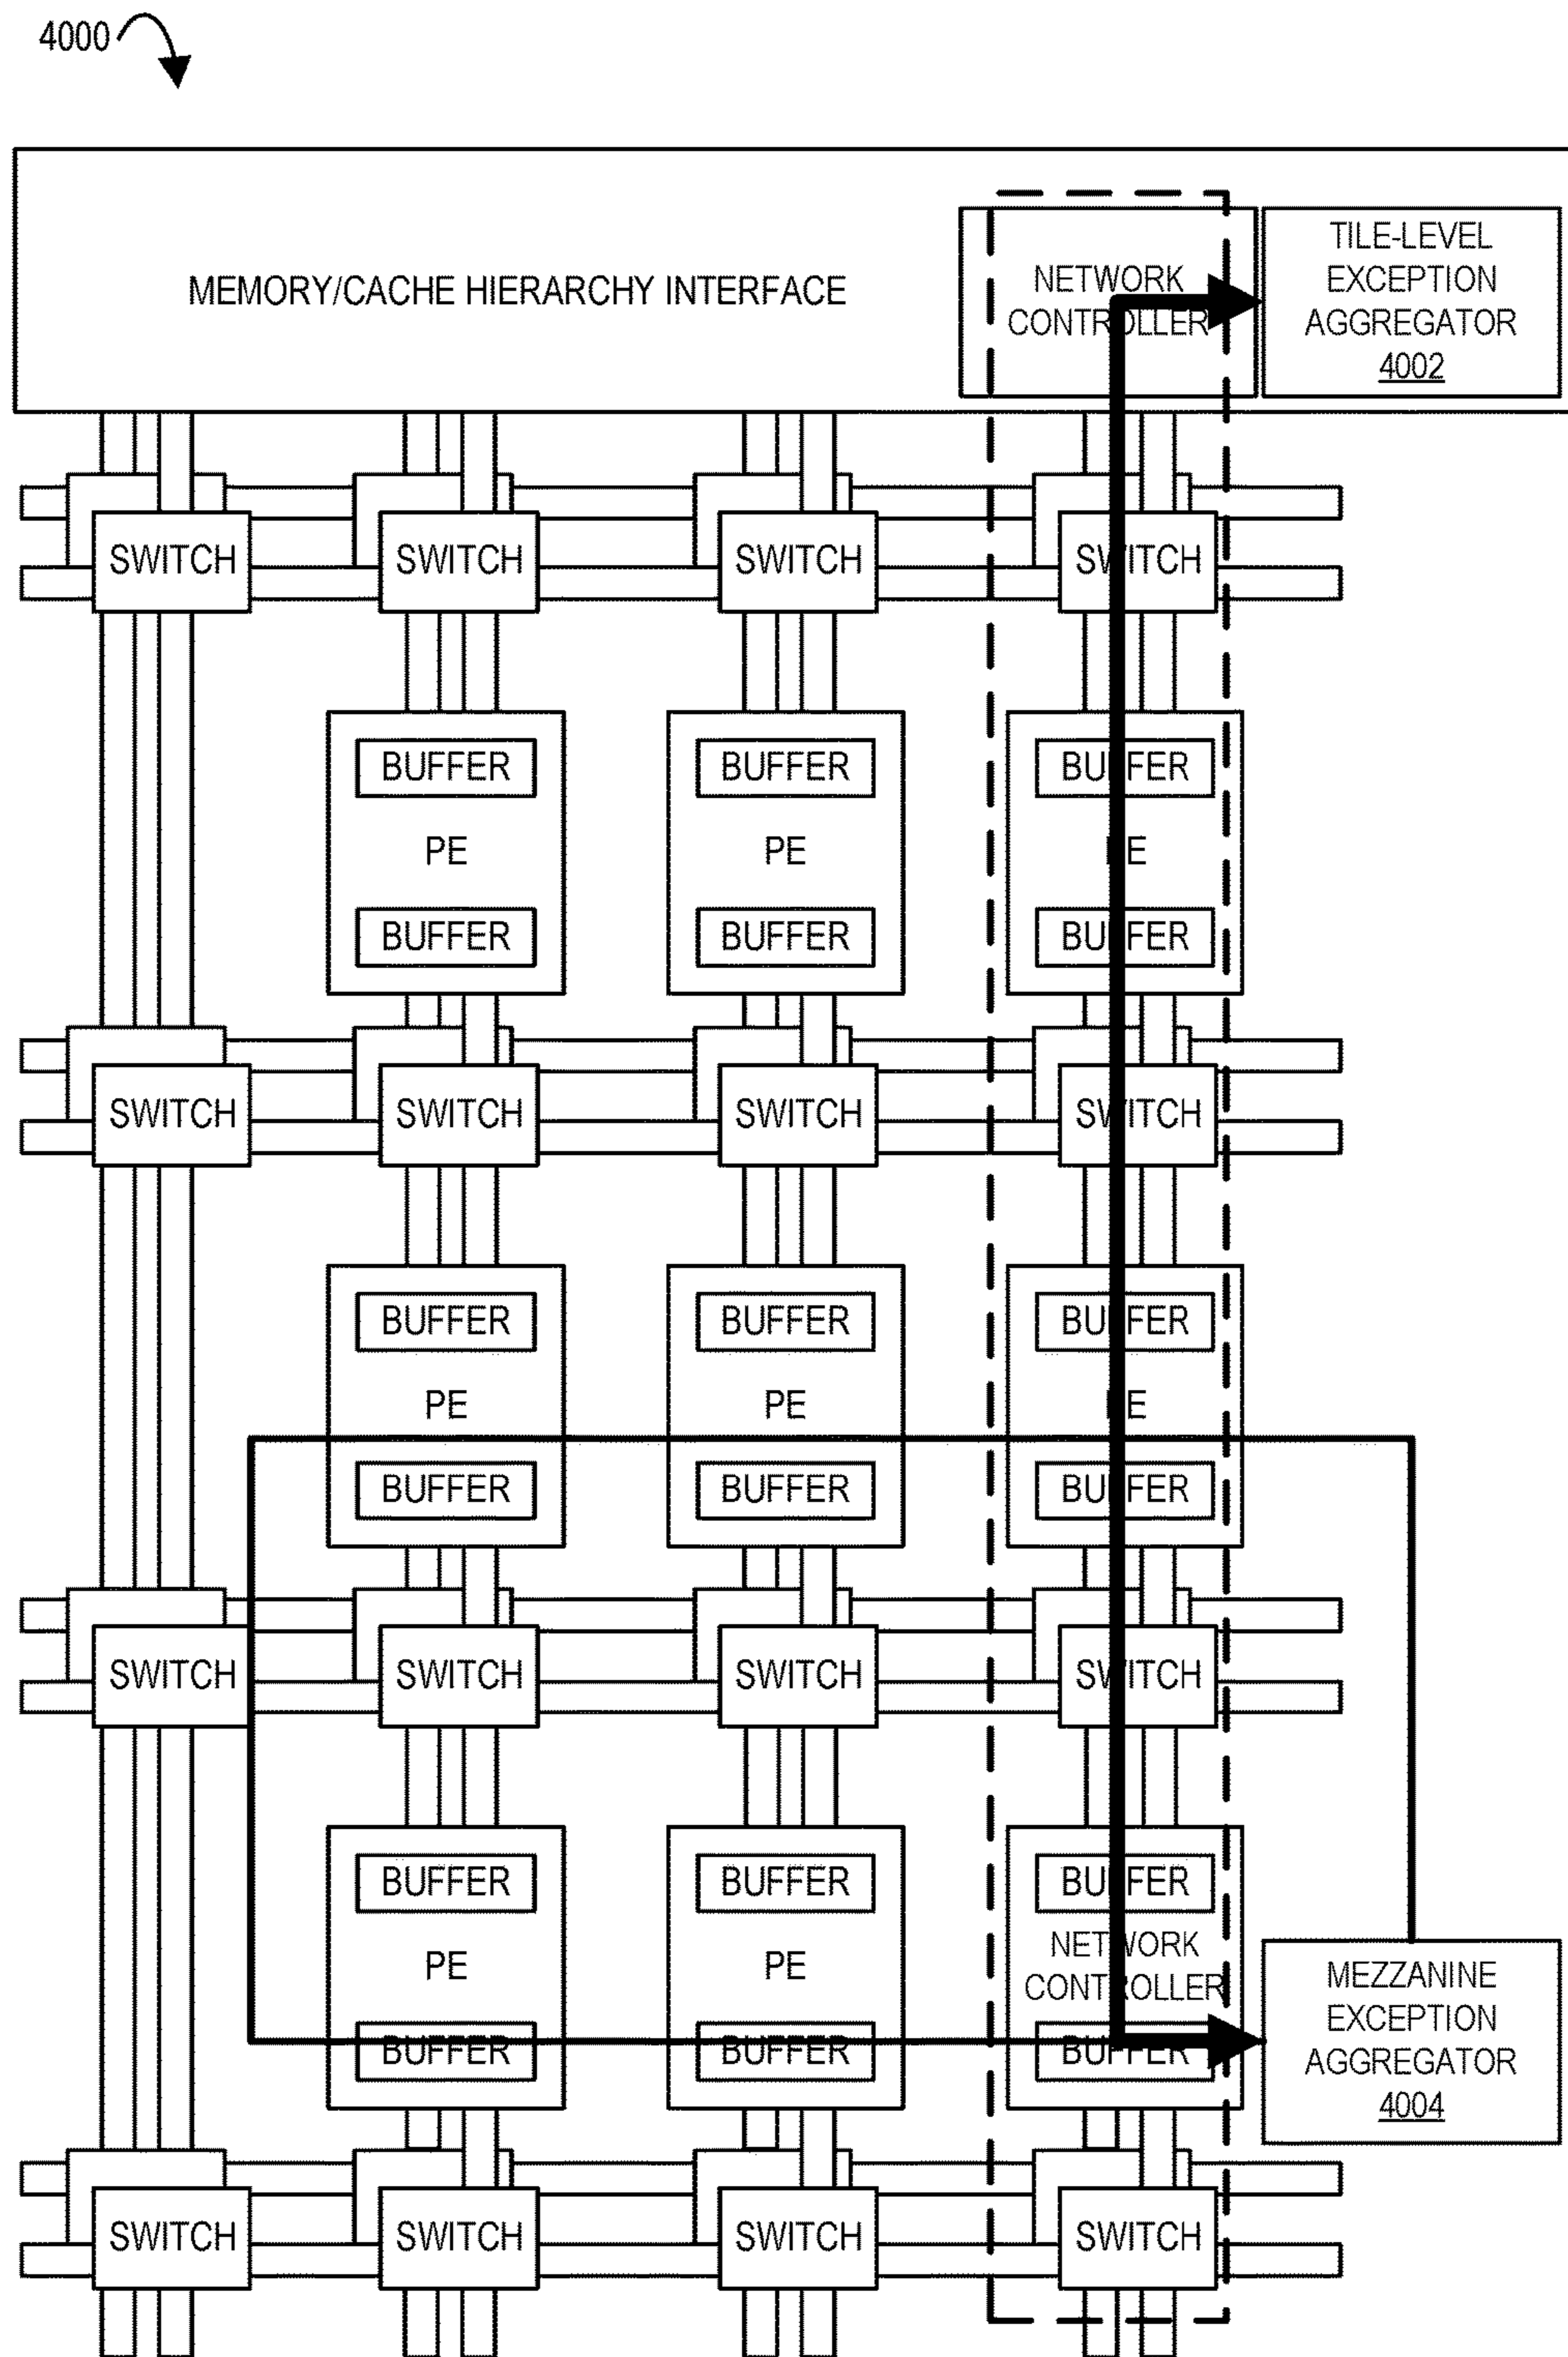 4000
MEMORY/CACHE HIERARCHY INTERFACE
NETWORK
CONTROLLER
TILE-LEVEL
EXCEPTION
AGGREGATOR
4002
SWITCH SWITCH SWITCH SWITCH
BUFFER BUFFER BUFFER
PE PE PE
BUFFER BUFFER BUFFER
SWITCH SWITCH SWITCH SWITCH
BUFFER BUFFER BUFFER
PE PE PE
BUFFER BUFFER BUFFER
SWITCH SWITCH SWITCH SWITCH
BUFFER BUFFER BUFFER
PE PE NETWORK
CONTROLLER
BUFFER BUFFER BUFFER
MEZZANINE
EXCEPTION
AGGREGATOR
4004
SWITCH SWITCH SWITCH SWITCH